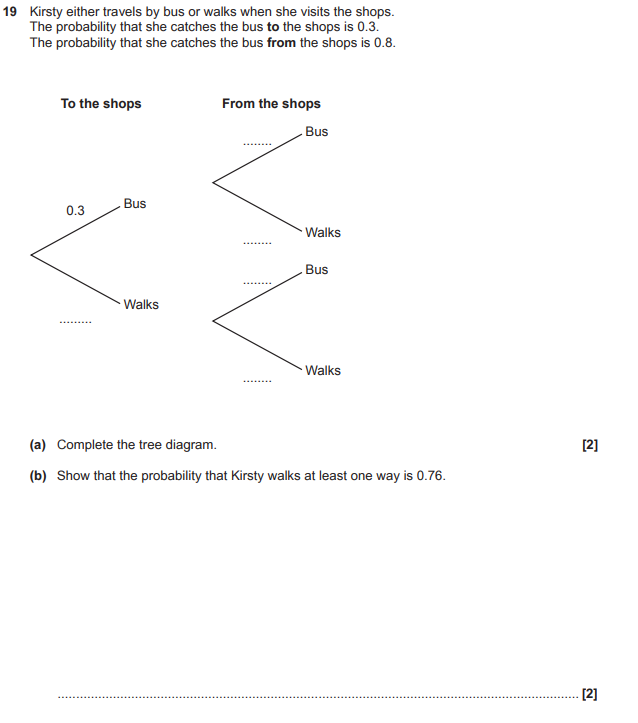 19 Kirsty either travels by bus or walks when she visits the shops.
The probability that she catches the bus to the shops is 0.3.
The probability that she catches the bus from the shops is 0.8.
To the shops From the shops
........ Bus
0.3 Bus
........ Walks
........ Bus
Walks
.........
........ Walks
(a) Complete the tree diagram. [2]
(b) Show that the probability that Kirsty walks at least one way is 0.76.
.......................................................................................................................................... [2]